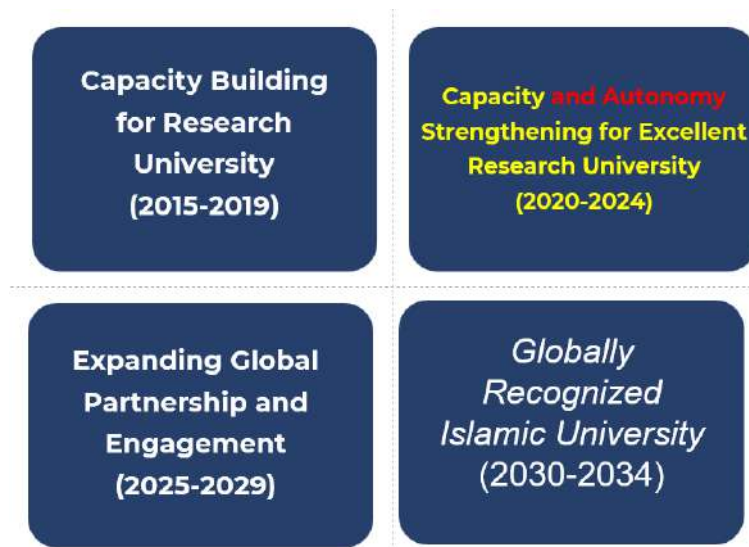 Capacity Building
for Research
University
(2015-2019)
Capacity and Autonomy
Strengthening for Excellent
Research University
(2020-2024)
Expanding Global
Partnership and
Engagement
(2025-2029)
Globally
Recognized
Islamic University
(2030-2034)